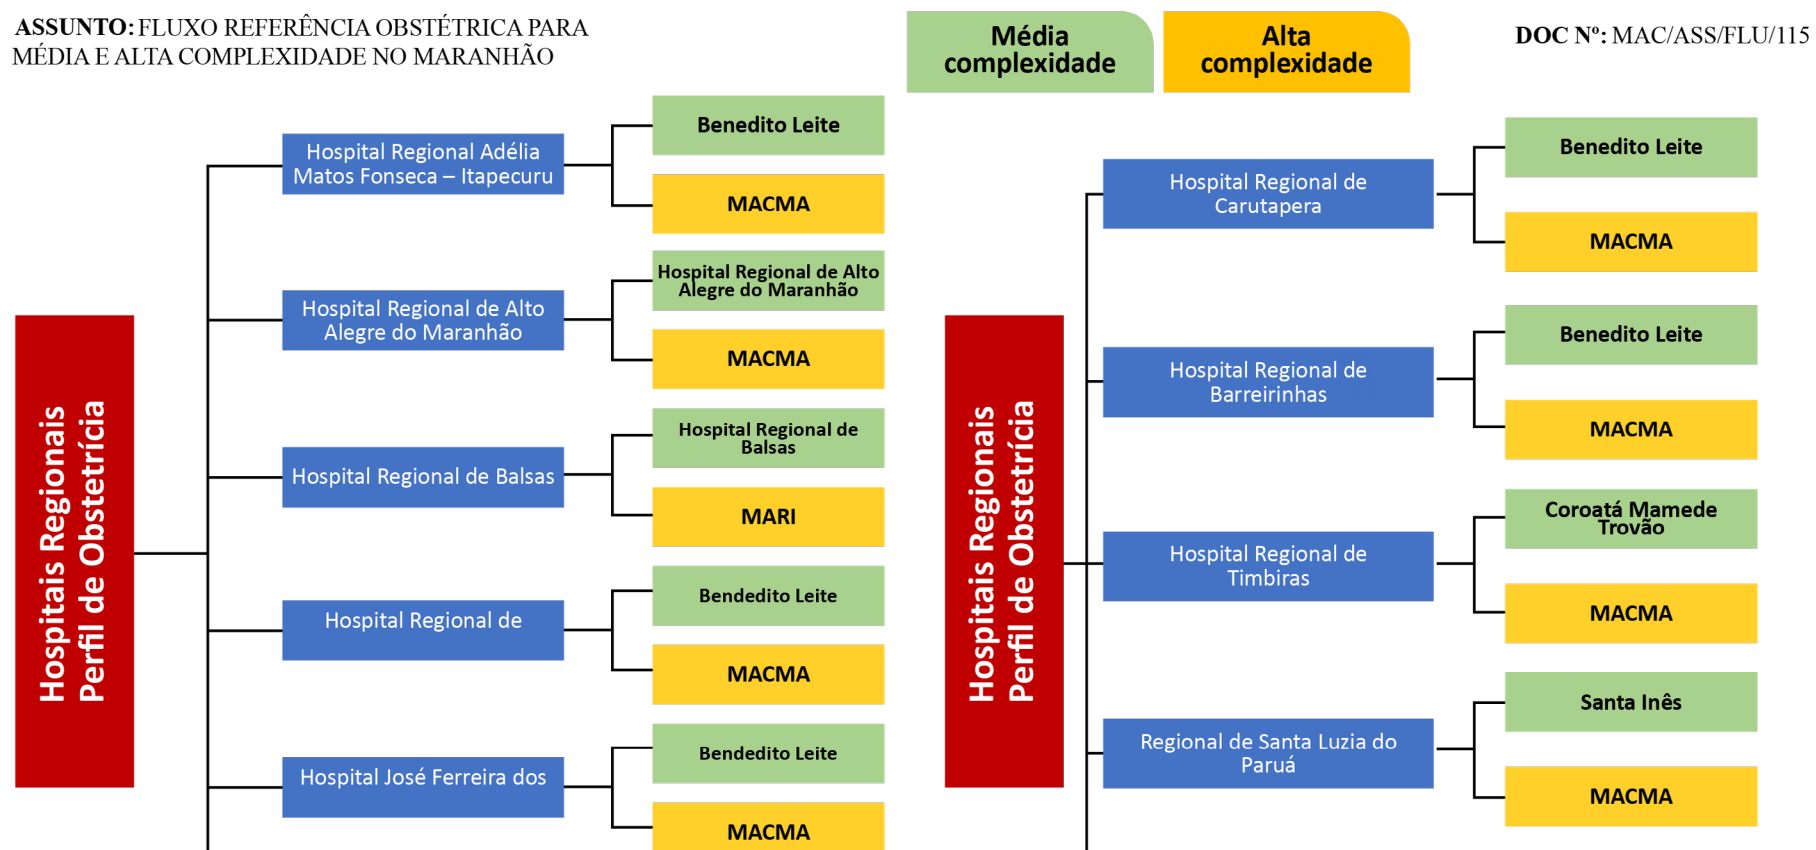 ASSUNTO: FLUXO REFERÊNCIA OBSTÉTRICA PARA
MÉDIA E ALTA COMPLEXIDADE NO MARANHÃO
Média
complexidade
Alta
complexidade
DOC Nº: MAC/ASS/FLU/115
Hospitais Regionais
Perfil de Obstetrícia
Hospital Regional Adélia
Matos Fonseca – Itapecuru
Benedito Leite
MACMA
Hospital Regional de Alto
Alegre do Maranhão
Hospital Regional de Alto
Alegre do Maranhão
MACMA
Hospital Regional de Balsas
Hospital Regional de
Balsas
MARI
Hospital Regional de
Bendedito Leite
MACMA
Hospital José Ferreira dos
Bendedito Leite
MACMA
Hospitais Regionais
Perfil de Obstetrícia
Hospital Regional de
Carutapera
Benedito Leite
MACMA
Hospital Regional de
Barreirinhas
Benedito Leite
MACMA
Hospital Regional de
Timbiras
Coroatá Mamede
Trovão
MACMA
Regional de Santa Luzia do
Paruá
Santa Inês
MACMA